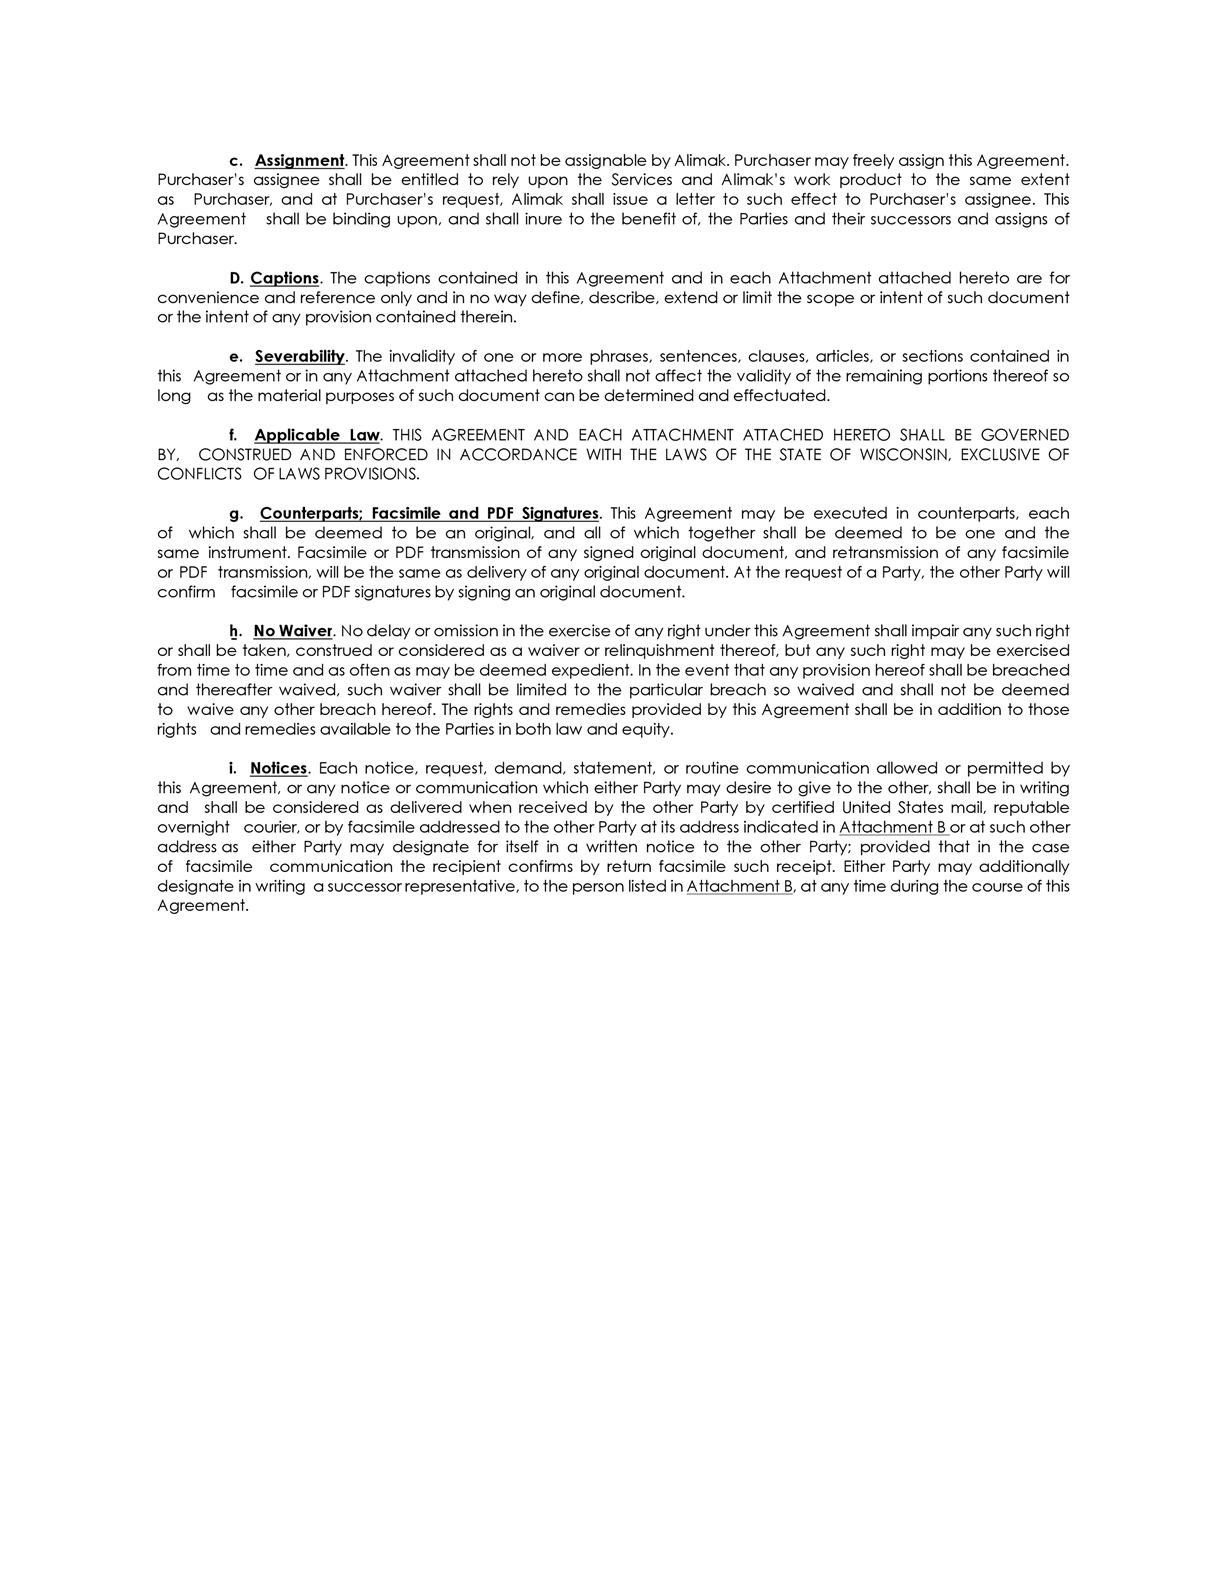 c. Assignment. This Agreement shall not be assignable by Alimak. Purchaser may freely assign this Agreement.
Purchaser's assignee shall be entitled to rely upon the Services and Alimak's work product to the same extent
as Purchaser, and at Purchaser's request, Alimak shall issue a letter to such effect to Purchaser's assignee. This
Agreement shall be binding upon, and shall inure to the benefit of, the Parties and their successors and assigns of
Purchaser.
D. Captions. The captions contained in this Agreement and in each Attachment attached hereto are for
convenience and reference only and in no way define, describe, extend or limit the scope or intent of such document
or the intent of any provision contained therein.
e. Severability. The invalidity of one or more phrases, sentences, clauses, articles, or sections contained in
this Agreement or in any Attachment attached hereto shall not affect the validity of the remaining portions thereof so
long as the material purposes of such document can be determined and effectuated.
f. Applicable Law. THIS AGREEMENT AND EACH ATTACHMENT ATTACHED HERETO SHALL BE GOVERNED
BY, CONSTRUED AND ENFORCED IN ACCORDANCE WITH THE LAWS OF THE STATE OF WISCONSIN, EXCLUSIVE OF
CONFLICTS OF LAWS PROVISIONS.
g. Counterparts; Facsimile and PDF Signatures. This Agreement may be executed in counterparts, each
of which shall be deemed to be an original, and all of which together shall be deemed to be one and the
same instrument. Facsimile or PDF transmission of any signed original document, and retransmission of any facsimile
or PDF transmission, will be the same as delivery of any original document. At the request of a Party, the other Party will
confirm facsimile or PDF signatures by signing an original document.
h. No Waiver. No delay or omission in the exercise of any right under this Agreement shall impair any such right
or shall be taken, construed or considered as a waiver or relinquishment thereof, but any such right may be exercised
from time to time and as often as may be deemed expedient. In the event that any provision hereof shall be breached
and thereafter waived, such waiver shall be limited to the particular breach so waived and shall not be deemed
to waive any other breach hereof. The rights and remedies provided by this Agreement shall be in addition to those
rights and remedies available to the Parties in both law and equity.
i. Notices. Each notice, request, demand, statement, or routine communication allowed or permitted by
this Agreement, or any notice or communication which either Party may desire to give to the other, shall be in writing
and shall be considered as delivered when received by the other Party by certified United States mail, reputable
overnight courier, or by facsimile addressed to the other Party at its address indicated in Attachment B or at such other
address as either Party may designate for itself in a written notice to the other Party; provided that in the case
of facsimile communication the recipient confirms by return facsimile such receipt. Either Party may additionally
designate in writing a successor representative, to the person listed in Attachment B, at any time during the course of this
Agreement.